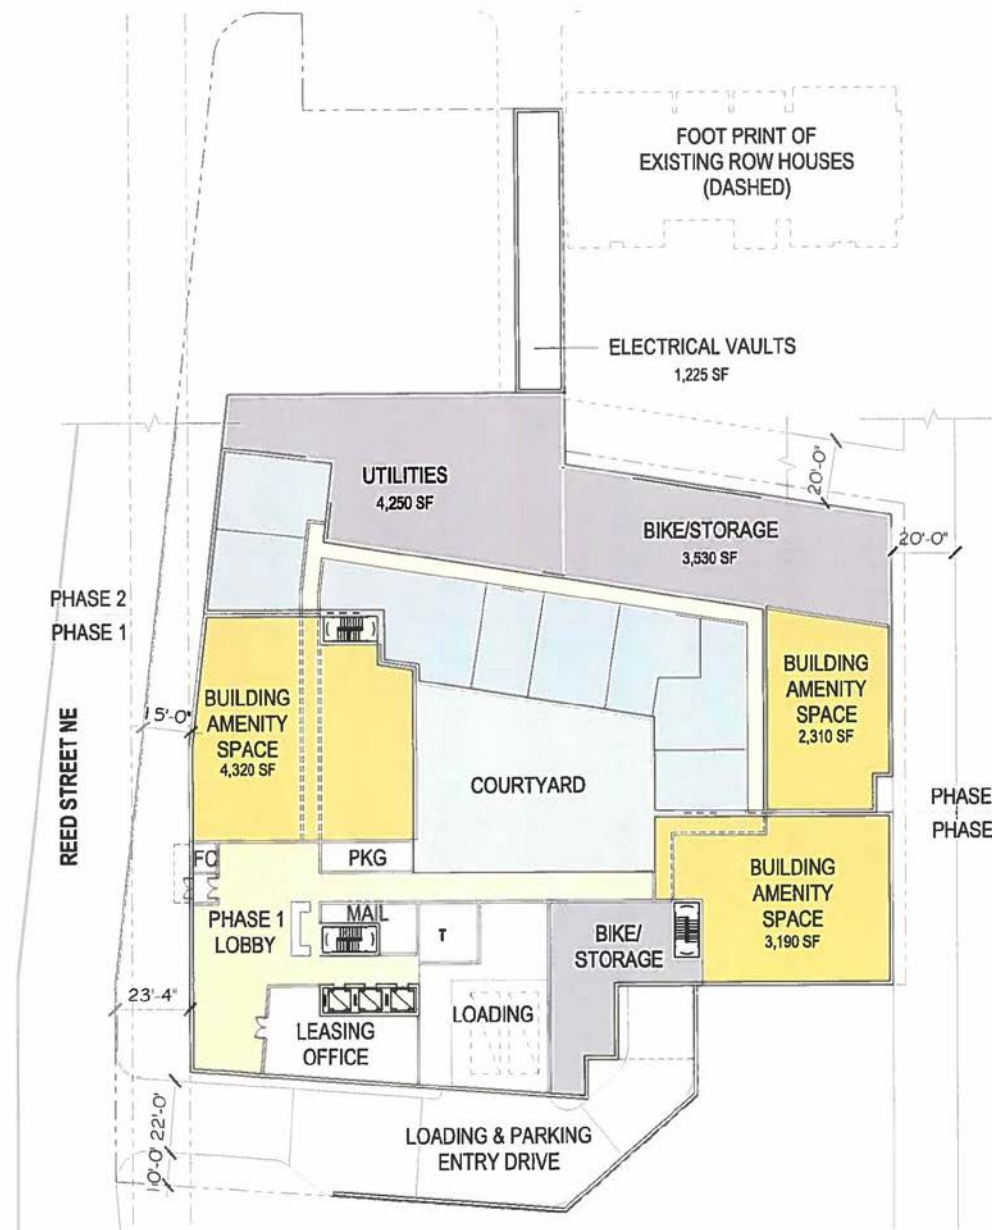 FOOT PRINT OF
EXISTING ROW HOUSES
(DASHED)
ELECTRICAL VAULTS
1,225 SF
UTILITIES
4,250 SF
20'-0"
BIKE/STORAGE
3,530 SF
20'-0"
PHASE 2
PHASE 1
BUILDING
AMENITY
SPACE
4,320 SF
BUILDING
AMENITY
SPACE
2,310 SF
15'-0"
REED STREET NE
COURTYARD
PHASE
PHASE
FC
PKG
BUILDING
AMENITY
SPACE
3,190 SF
PHASE 1
LOBBY
MAIL
T
BIKE/
STORAGE
23'-4"
LOADING
LEASING
OFFICE
22'-0"
10'-0"
LOADING & PARKING
ENTRY DRIVE